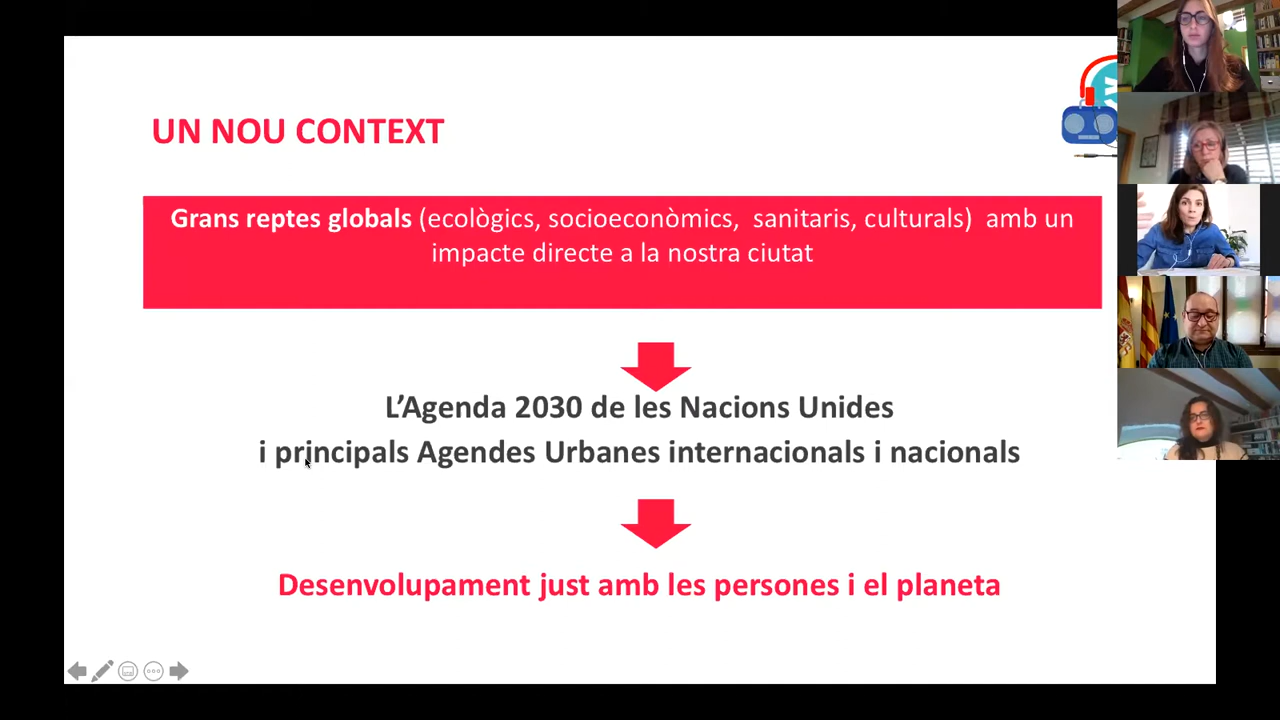 UN NOU CONTEXT
Grans reptes globals (ecològics, socioeconòmics, sanitaris, culturals) amb un
impacte directe a la nostra ciutat
L’Agenda 2030 de les Nacions Unides
i principals Agendes Urbanes internacionals i nacionals
Desenvolupament just amb les persones i el planeta